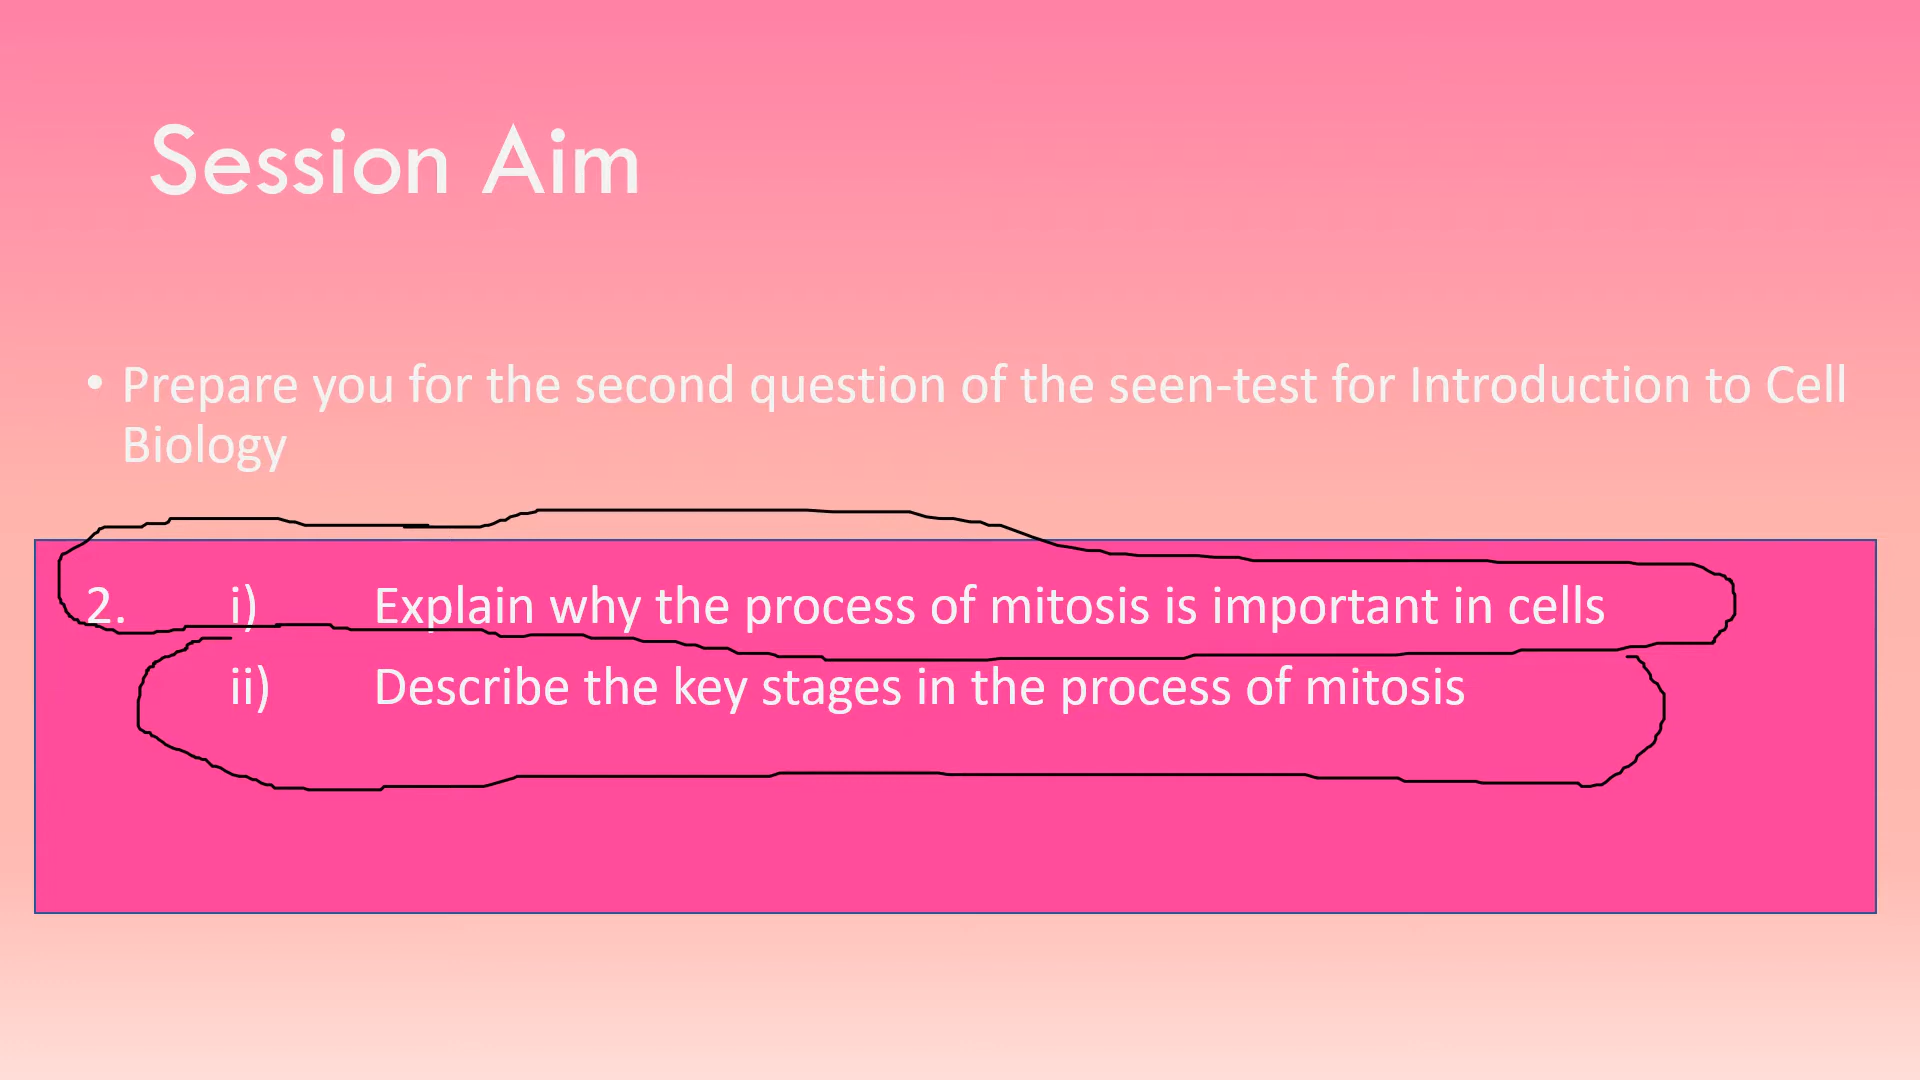 Session Aim
• Prepare you for the second question of the seen-test for Introduction to Cell
Biology
2. i) Explain why the process of mitosis is important in cells
ii) Describe the key stages in the process of mitosis